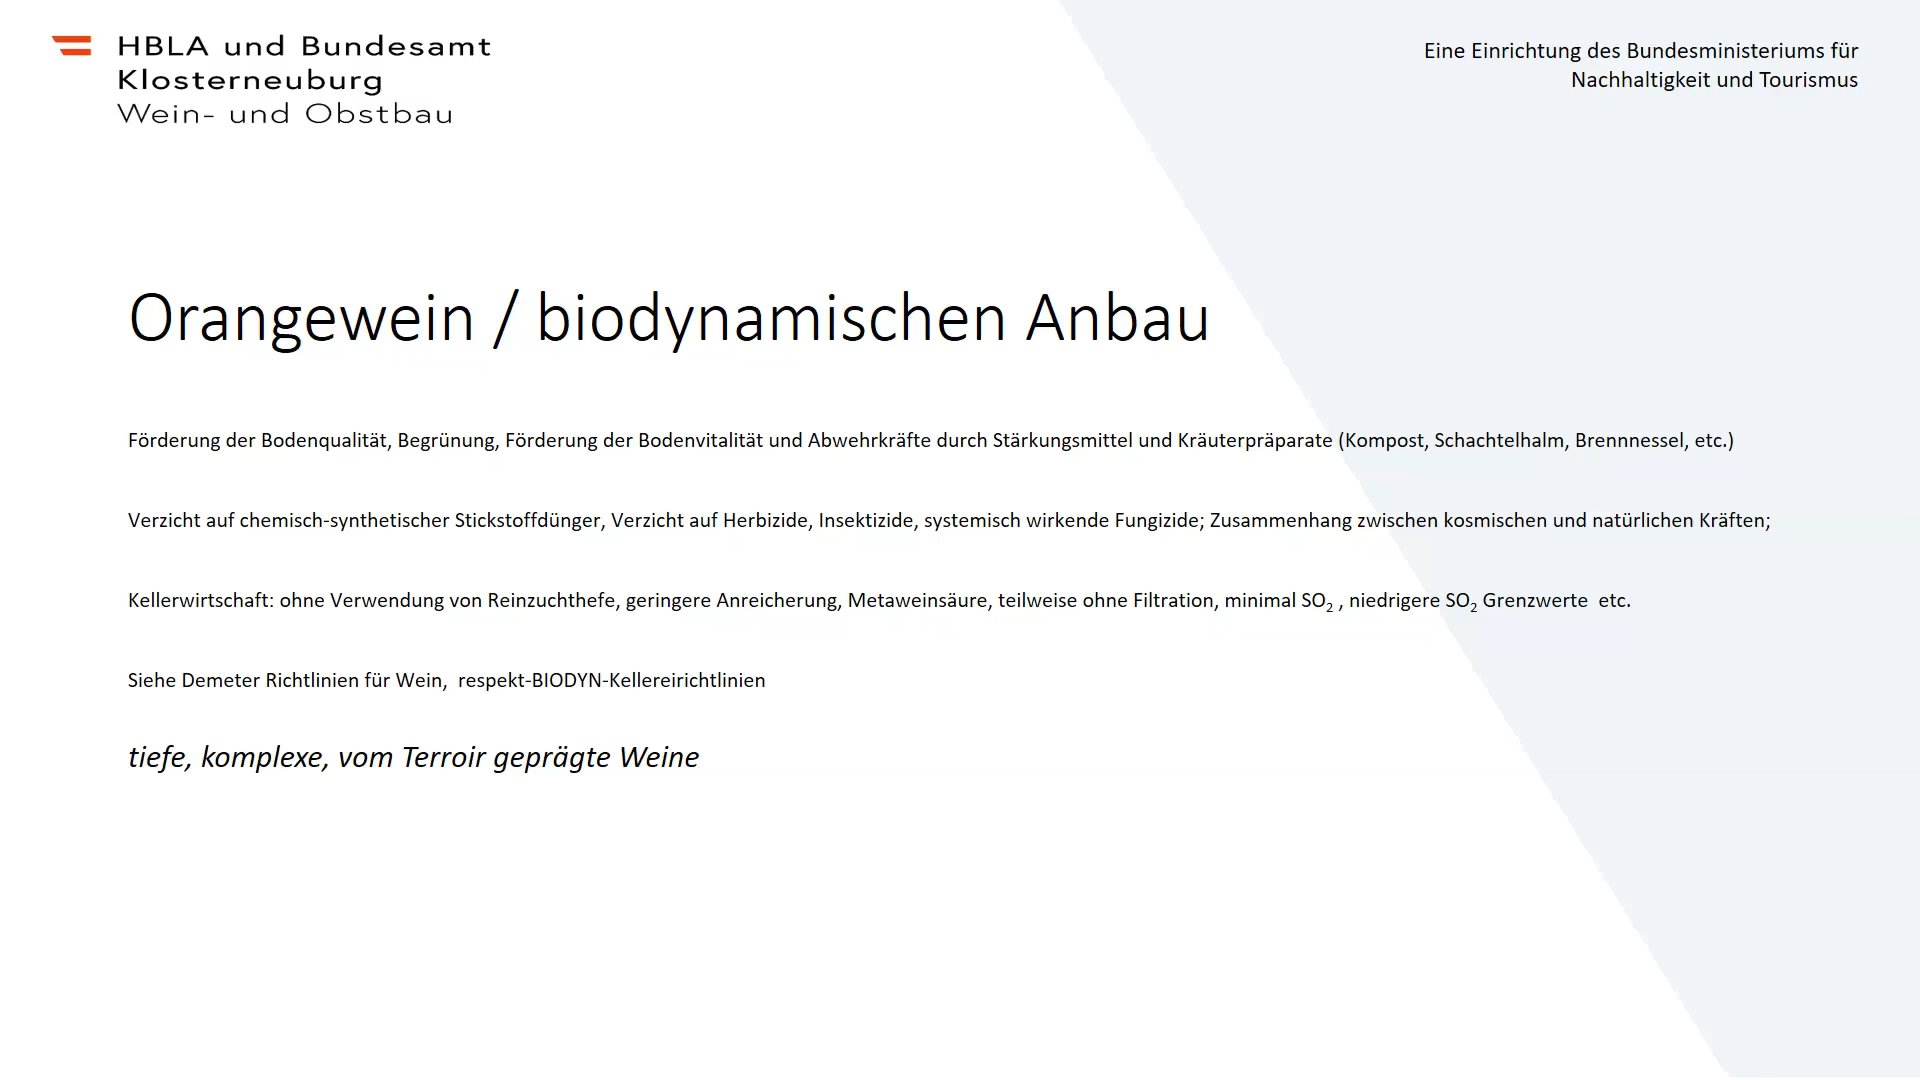 HBLA und Bundesamt
Klosterneuburg
Wein- und Obstbau
Eine Einrichtung des Bundesministeriums für
Nachhaltigkeit und Tourismus
Orangewein / biodynamischen Anbau
Förderung der Bodenqualität, Begrünung, Förderung der Bodenvitalität und Abwehrkräfte durch Stärkungsmittel und Kräuterpräparate (Kompost, Schachtelhalm, Brennnessel, etc.)
Verzicht auf chemisch-synthetischer Stickstoffdünger, Verzicht auf Herbizide, Insektizide, systemisch wirkende Fungizide; Zusammenhang zwischen kosmischen und natürlichen Kräften;
Kellerwirtschaft: ohne Verwendung von Reinzuchthefe, geringere Anreicherung, Metaweinsäure, teilweise ohne Filtration, minimal SO₂ , niedrigere SO₂ Grenzwerte  etc.
Siehe Demeter Richtlinien für Wein,  respekt-BIODYN-Kellereirichtlinien
tiefe, komplexe, vom Terroir geprägte Weine